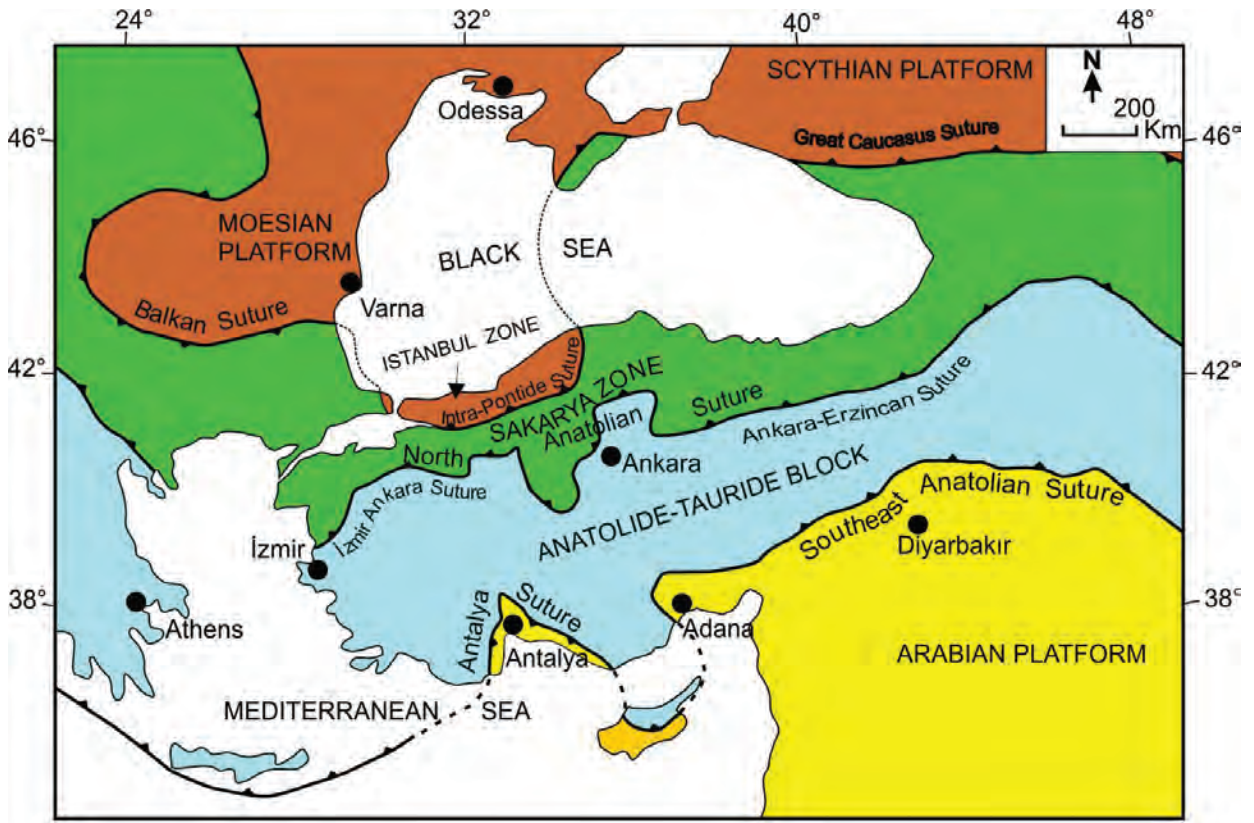 24°
32°
40°
48°
46°
46°
42°
42°
38°
38°
N
200
Km
SCYTHIAN PLATFORM
Great Caucasus Suture
Odessa
MOESIAN
PLATFORM
Varna
Balkan Suture
BLACK SEA
ISTANBUL ZONE
Intra-Pontide Suture
SAKARYA ZONE
North Anatolian Suture
Ankara-Erzincan Suture
Ankara
İzmir Ankara Suture
İzmir
ANATOLIDE-TAURIDE BLOCK
Southeast Anatolian Suture
Diyarbakır
Athens
Antalya Suture
Antalya
Adana
ARABIAN PLATFORM
MEDITERRANEAN SEA